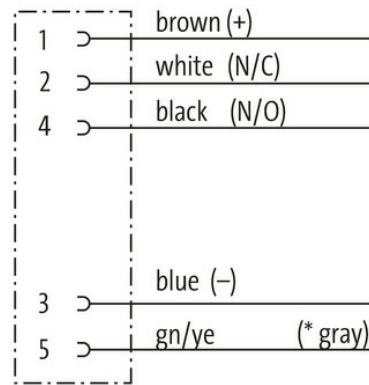 1 brown (+)
2 white (N/C)
4 black (N/O)
3 blue (–)
5 gn/ye (* gray)